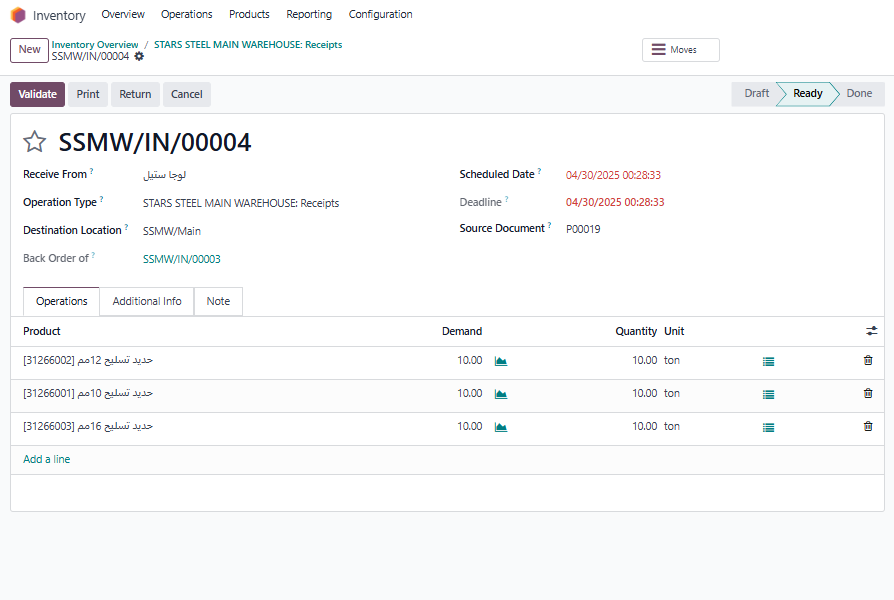 Inventory Overview Operations Products Reporting Configuration
New Inventory Overview / STARS STEEL MAIN WAREHOUSE: Receipts
SSMW/IN/00004
Moves
Validate Print Return Cancel
Draft Ready Done
SSMW/IN/00004
Receive From ? لوجا ستيل
Scheduled Date ? 04/30/2025 00:28:33
Operation Type ? STARS STEEL MAIN WAREHOUSE: Receipts
Deadline ? 04/30/2025 00:28:33
Destination Location ? SSMW/Main
Source Document ? P00019
Back Order of ? SSMW/IN/00003
Operations Additional Info Note
Product Demand Quantity Unit
[31266002] حديد تسليح 12مم 10.00 10.00 ton
[31266001] حديد تسليح 10مم 10.00 10.00 ton
[31266003] حديد تسليح 16مم 10.00 10.00 ton
Add a line